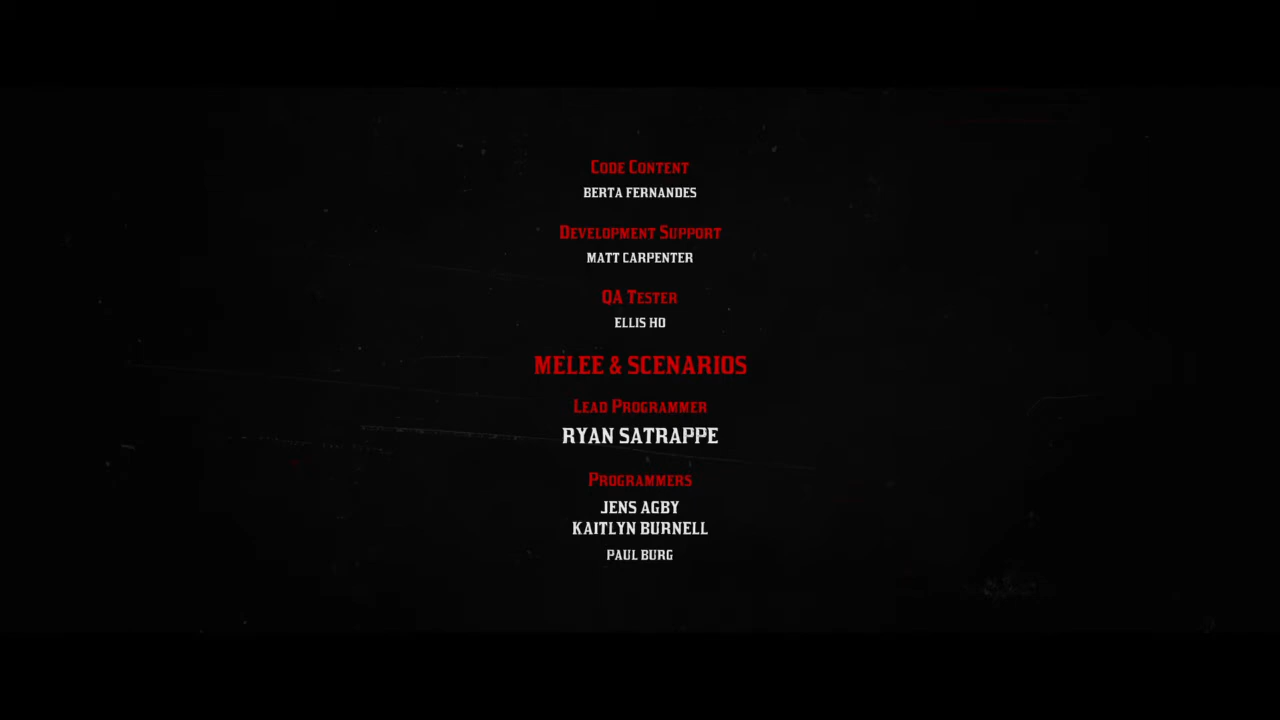 Code Content
BERTA FERNANDES
Development Support
MATT CARPENTER
QA Tester
ELLIS HO
MELEE & SCENARIOS
Lead Programmer
RYAN SATRAPPE
Programmers
JENS AGBY
KAITLYN BURNELL
PAUL BURG